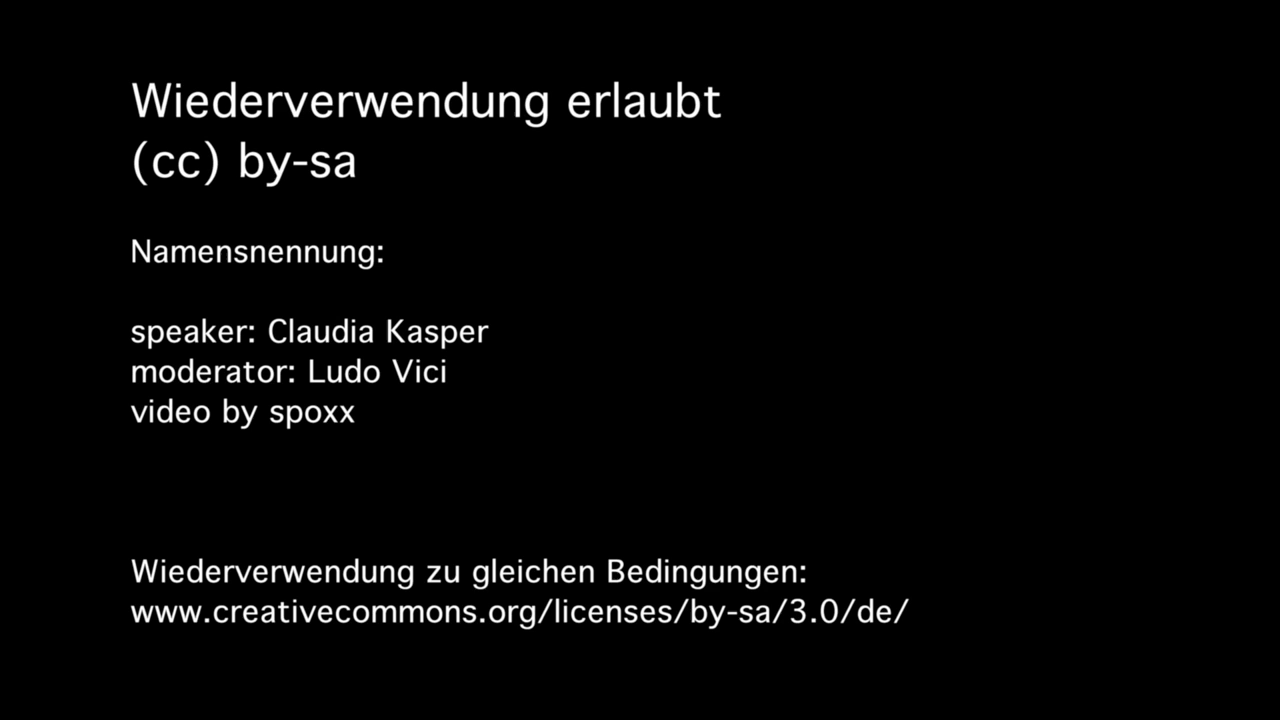 Wiederverwendung erlaubt
(cc) by-sa
Namensnennung:
speaker: Claudia Kasper
moderator: Ludo Vici
video by spoxx
Wiederverwendung zu gleichen Bedingungen:
www.creativecommons.org/licenses/by-sa/3.0/de/